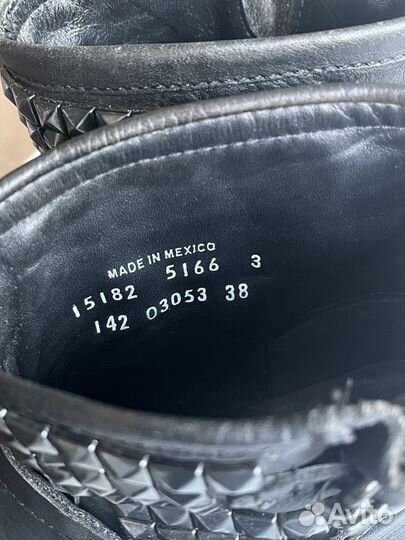 MADE IN MEXICO
15182 5166 3
142 03053 38
Avito